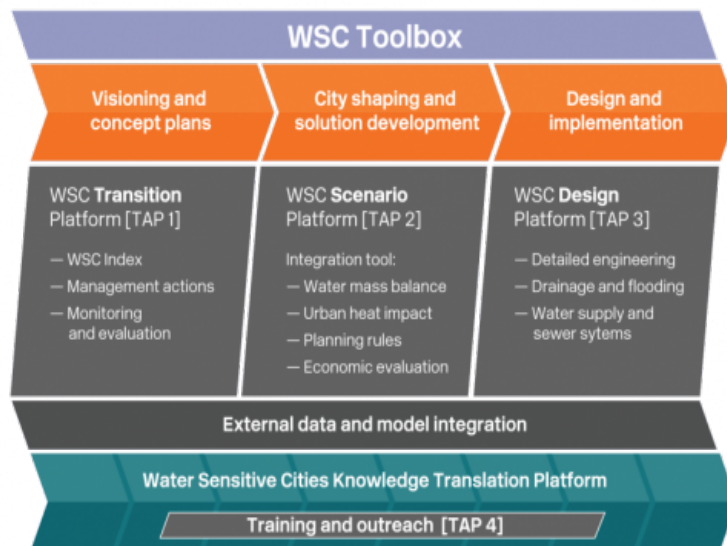 WSC Toolbox
Visioning and
concept plans
City shaping and
solution development
Design and
implementation
WSC Transition
Platform [TAP 1]
— WSC Index
— Management actions
— Monitoring
and evaluation
WSC Scenario
Platform [TAP 2]
Integration tool:
— Water mass balance
— Urban heat impact
— Planning rules
— Economic evaluation
WSC Design
Platform [TAP 3]
— Detailed engineering
— Drainage and flooding
— Water supply and
sewer sytems
External data and model integration
Water Sensitive Cities Knowledge Translation Platform
Training and outreach [TAP 4]